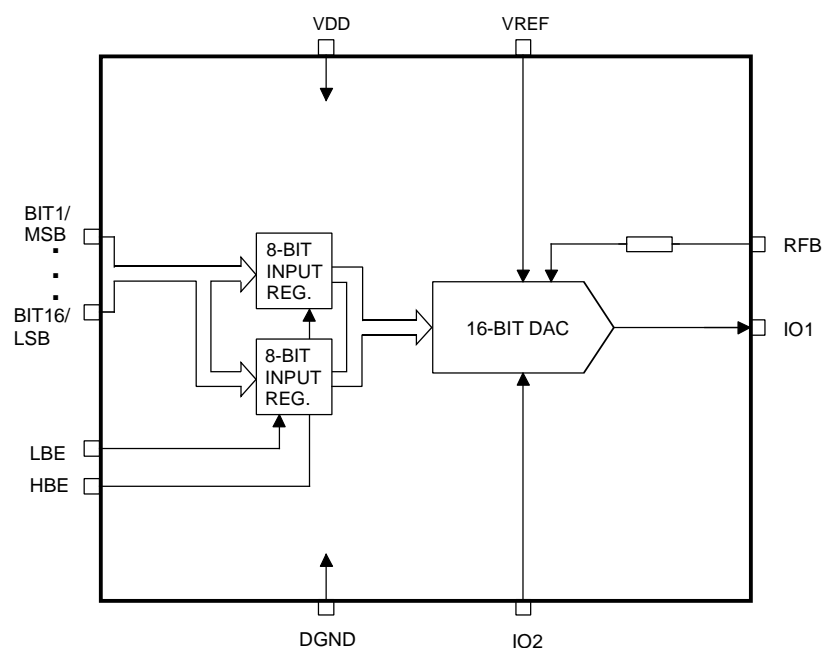 VDD
VREF
BIT1/
MSB
8-BIT
INPUT
REG.
RFB
BIT16/
LSB
16-BIT DAC
IO1
8-BIT
INPUT
REG.
LBE
HBE
DGND
IO2